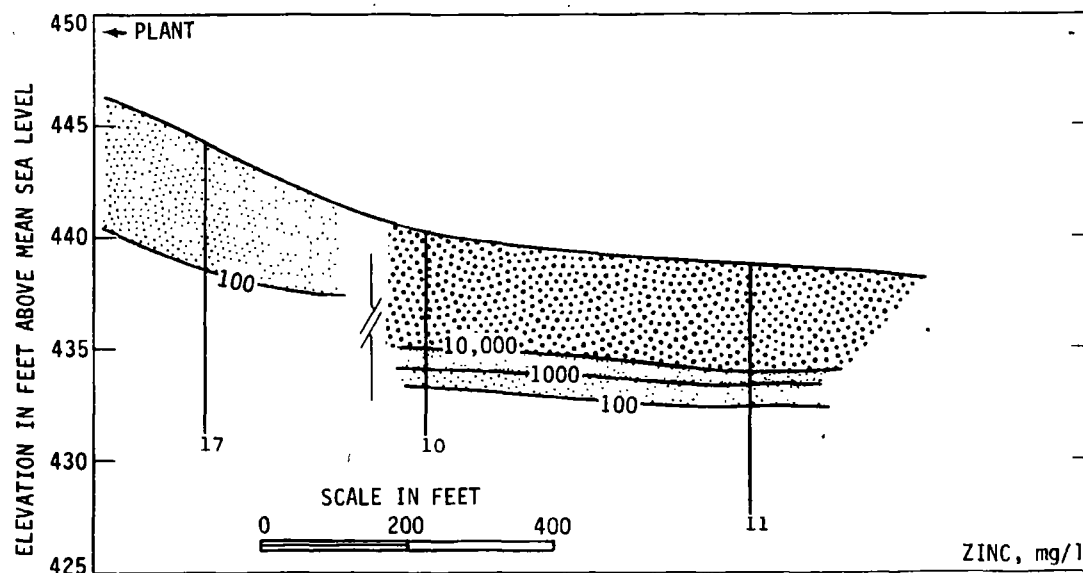 450
← PLANT
445
440
435
430
425
ELEVATION IN FEET ABOVE MEAN SEA LEVEL
100
10,000
1000
100
17
10
11
SCALE IN FEET
0 200 400
ZINC, mg/l